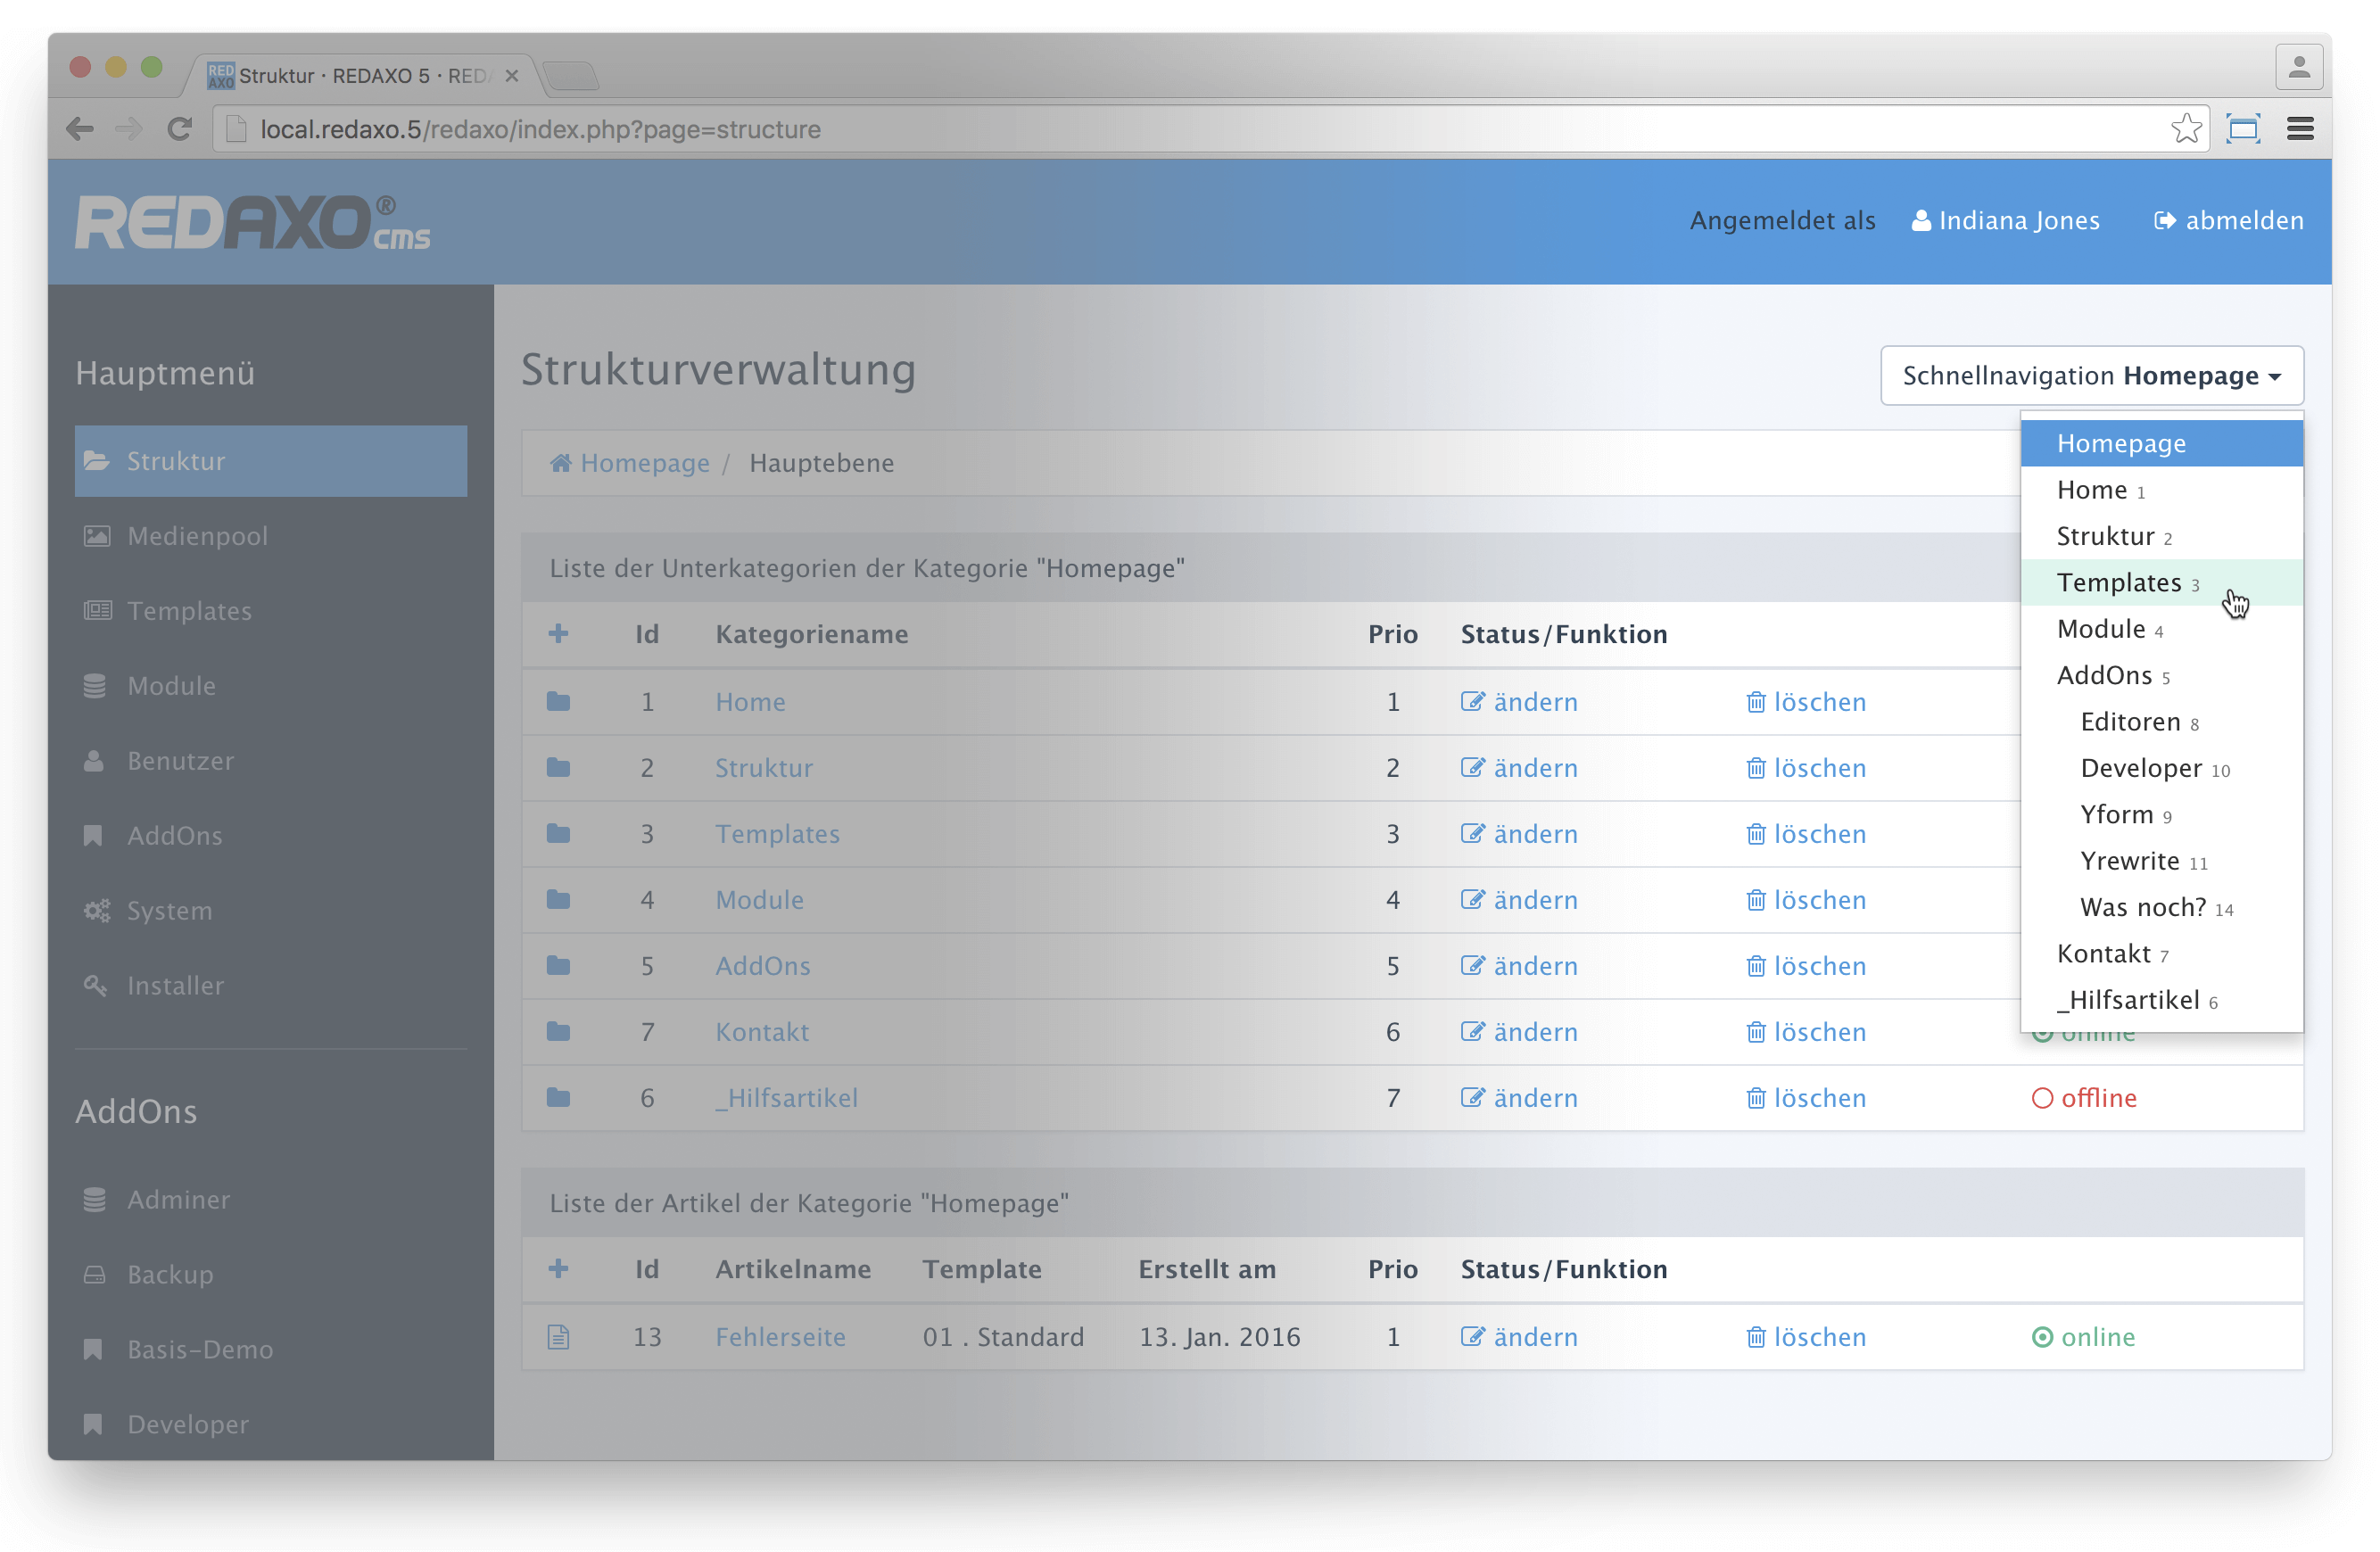 RED AXO Struktur · REDAXO 5 · RED
local.redaxo.5/redaxo/index.php?page=structure
REDAXO® cms
Angemeldet als Indiana Jones abmelden
Hauptmenü
Struktur
Medienpool
Templates
Module
Benutzer
AddOns
System
Installer
AddOns
Adminer
Backup
Basis-Demo
Developer
Strukturverwaltung
Schnellnavigation Homepage
Homepage
Home 1
Struktur 2
Templates 3
Module 4
AddOns 5
Editoren 8
Developer 10
Yform 9
Yrewrite 11
Was noch? 14
Kontakt 7
_Hilfsartikel 6
Homepage / Hauptebene
Liste der Unterkategorien der Kategorie "Homepage"
+ Id Kategoriename Prio Status/Funktion
1 Home 1 ändern löschen
2 Struktur 2 ändern löschen
3 Templates 3 ändern löschen
4 Module 4 ändern löschen
5 AddOns 5 ändern löschen
7 Kontakt 6 ändern löschen online
6 _Hilfsartikel 7 ändern löschen offline
Liste der Artikel der Kategorie "Homepage"
+ Id Artikelname Template Erstellt am Prio Status/Funktion
13 Fehlerseite 01 . Standard 13. Jan. 2016 1 ändern löschen online